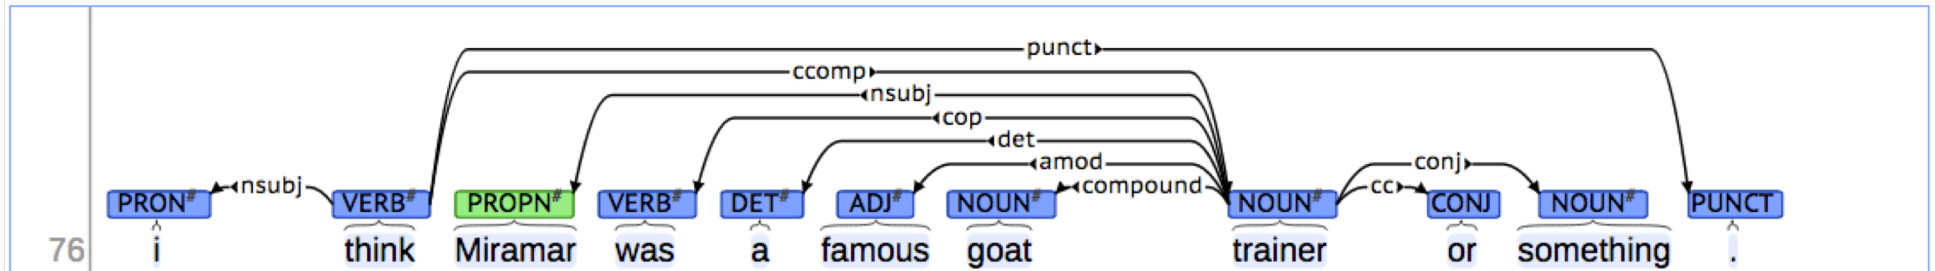 punct
ccomp
nsubj
cop
det
amod conj
nsubj compound cc
PRON# VERB# PROPN# VERB# DET# ADJ# NOUN# NOUN# CONJ NOUN# PUNCT
76 i think Miramar was a famous goat trainer or something .